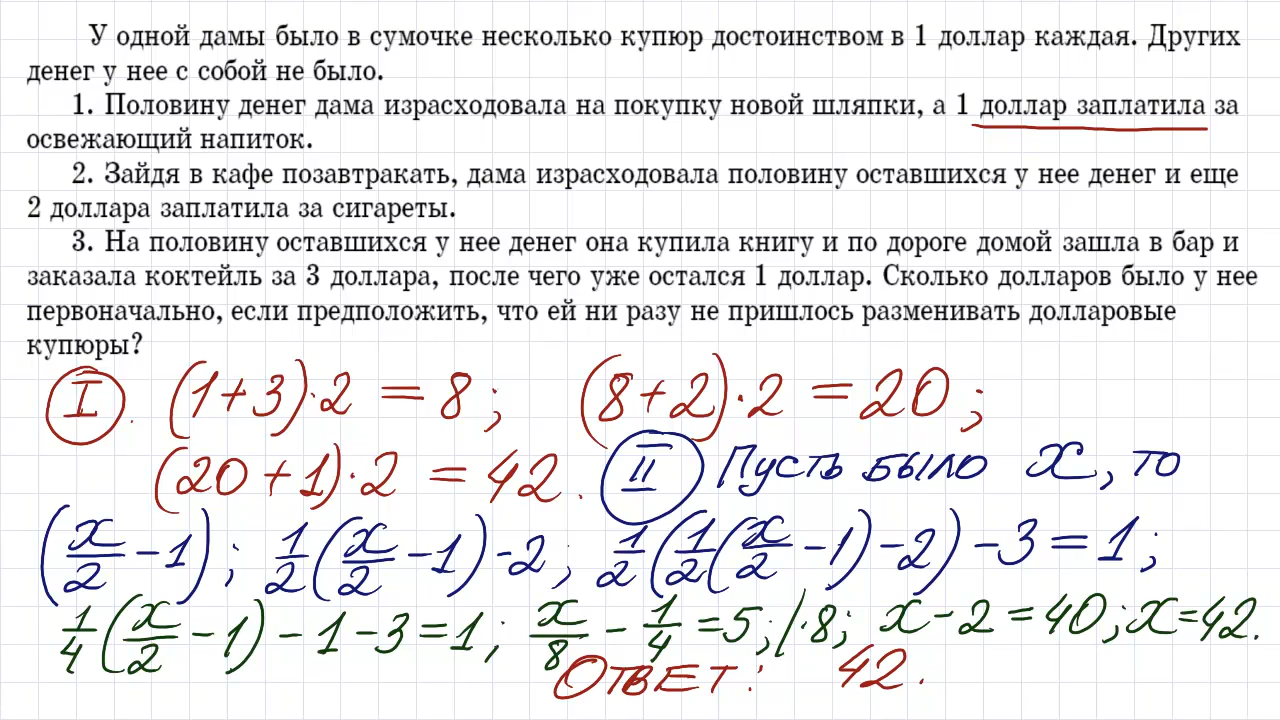 У одной дамы было в сумочке несколько купюр достоинством в 1 доллар каждая. Других
денег у нее с собой не было.
1. Половину денег дама израсходовала на покупку новой шляпки, а 1 доллар заплатила за
освежающий напиток.
2. Зайдя в кафе позавтракать, дама израсходовала половину оставшихся у нее денег и еще
2 доллара заплатила за сигареты.
3. На половину оставшихся у нее денег она купила книгу и по дороге домой зашла в бар и
заказала коктейль за 3 доллара, после чего уже остался 1 доллар. Сколько долларов было у нее
первоначально, если предположить, что ей ни разу не пришлось разменивать долларовые
купюры?
I. (1+3)·2 = 8; (8+2)·2 = 20;
(20+1)·2 = 42. II Пусть было x, то
(x/2 - 1); 1/2(x/2 - 1) - 2; 1/2(1/2(x/2 - 1) - 2) - 3 = 1;
1/4(x/2 - 1) - 1 - 3 = 1; x/8 - 1/4 = 5; |·8; x - 2 = 40; x = 42.
Ответ: 42.